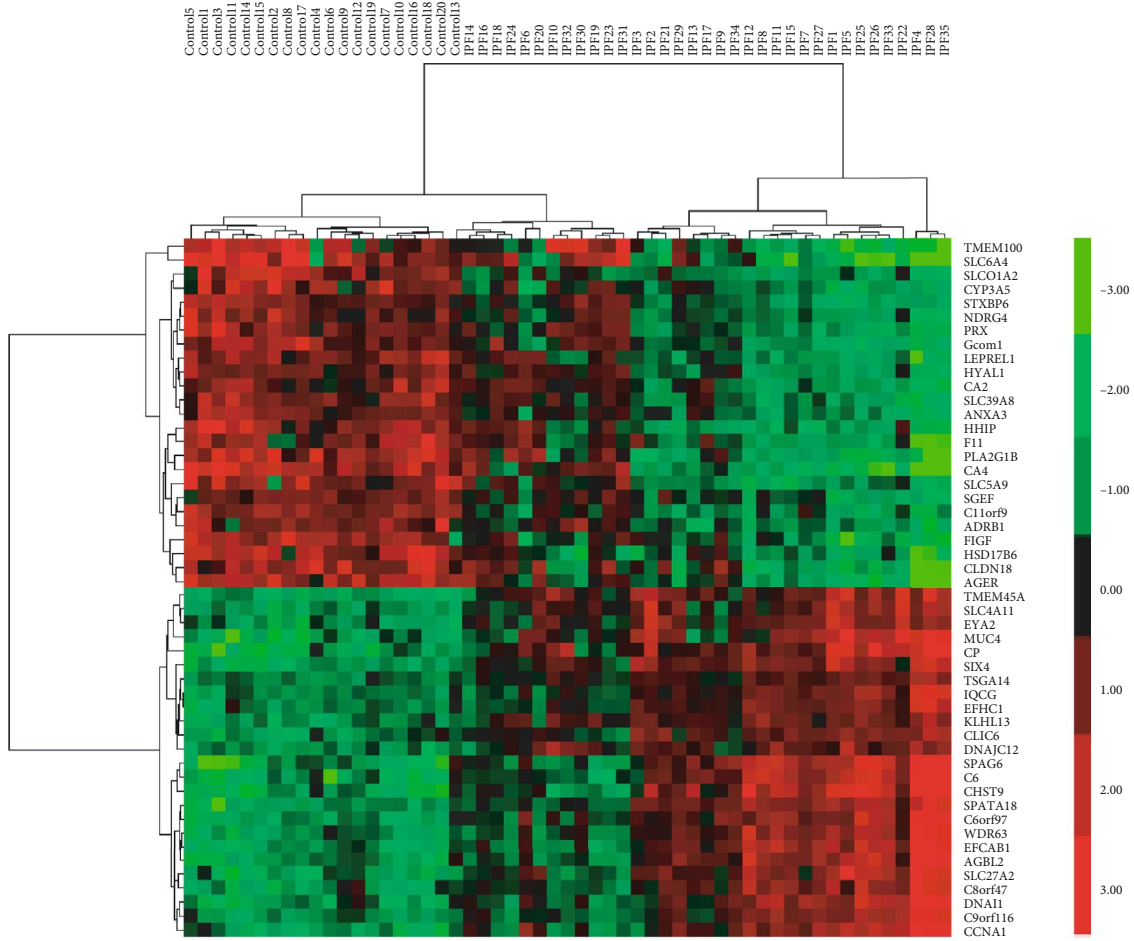 Control5
Control1
Control3
Control11
Control14
Control15
Control2
Control8
Control17
Control4
Control6
Control9
Control12
Control19
Control7
Control10
Control16
Control18
Control20
Control13
IPF14
IPF16
IPF18
IPF24
IPF6
IPF20
IPF10
IPF32
IPF30
IPF19
IPF23
IPF31
IPF3
IPF2
IPF21
IPF29
IPF13
IPF17
IPF9
IPF34
IPF12
IPF8
IPF11
IPF15
IPF7
IPF27
IPF1
IPF5
IPF25
IPF26
IPF33
IPF22
IPF4
IPF28
IPF35
TMEM100
SLC6A4
SLCO1A2
CYP3A5
STXBP6
NDRG4
PRX
Gcom1
LEPREL1
HYAL1
CA2
SLC39A8
ANXA3
HHIP
F11
PLA2G1B
CA4
SLC5A9
SGEF
C11orf9
ADRB1
FIGF
HSD17B6
CLDN18
AGER
TMEM45A
SLC4A11
EYA2
MUC4
CP
SIX4
TSGA14
IQCG
EFHC1
KLHL13
CLIC6
DNAJC12
SPAG6
C6
CHST9
SPATA18
C6orf97
WDR63
EFCAB1
AGBL2
SLC27A2
C8orf47
DNAI1
C9orf116
CCNA1
−3.00
−2.00
−1.00
0.00
1.00
2.00
3.00